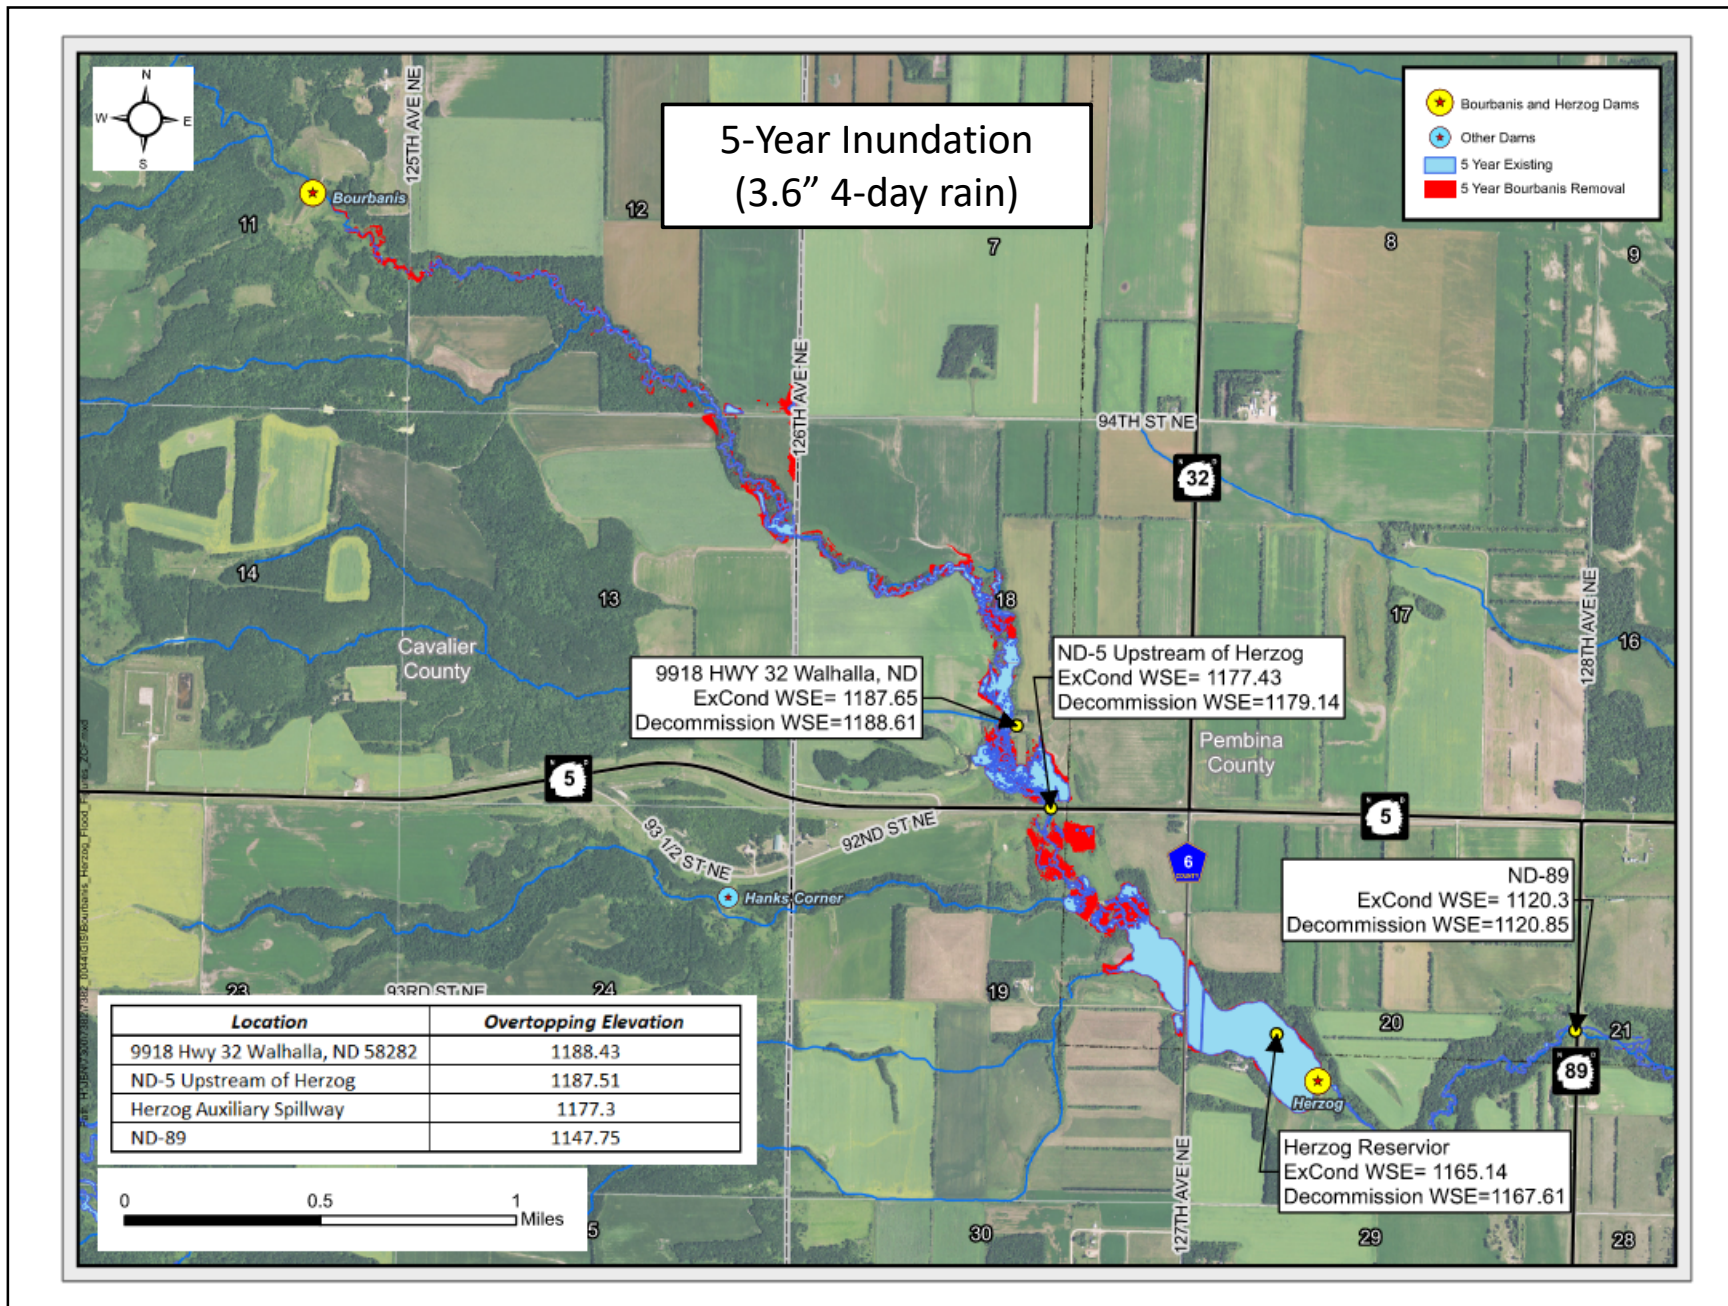 5-Year Inundation
(3.6” 4-day rain)
N
W
E
S
Bourbanis and Herzog Dams
Other Dams
5 Year Existing
5 Year Bourbanis Removal
125TH AVE NE
Bourbanis
11
12
7
8
9
126TH AVE NE
94TH ST NE
N D
32
14
13
18
17
16
128TH AVE NE
Cavalier
County
9918 HWY 32 Walhalla, ND
ExCond WSE= 1187.65
Decommission WSE=1188.61
ND-5 Upstream of Herzog
ExCond WSE= 1177.43
Decommission WSE=1179.14
Pembina
County
N D
5
N D
5
93 1/2 ST NE
92ND ST NE
6
COUNTY
Hanks Corner
ND-89
ExCond WSE= 1120.3
Decommission WSE=1120.85
23
93RD ST NE
24
19
20
21
N D
89
Herzog
Herzog Reservior
ExCond WSE= 1165.14
Decommission WSE=1167.61
127TH AVE NE
Location Overtopping Elevation
9918 Hwy 32 Walhalla, ND 58282 1188.43
ND-5 Upstream of Herzog 1187.51
Herzog Auxiliary Spillway 1177.3
ND-89 1147.75
0 0.5 1
Miles
5
30
29
28